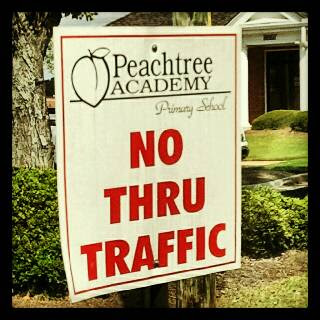 Peachtree
ACADEMY
Primary School
NO
THRU
TRAFFIC